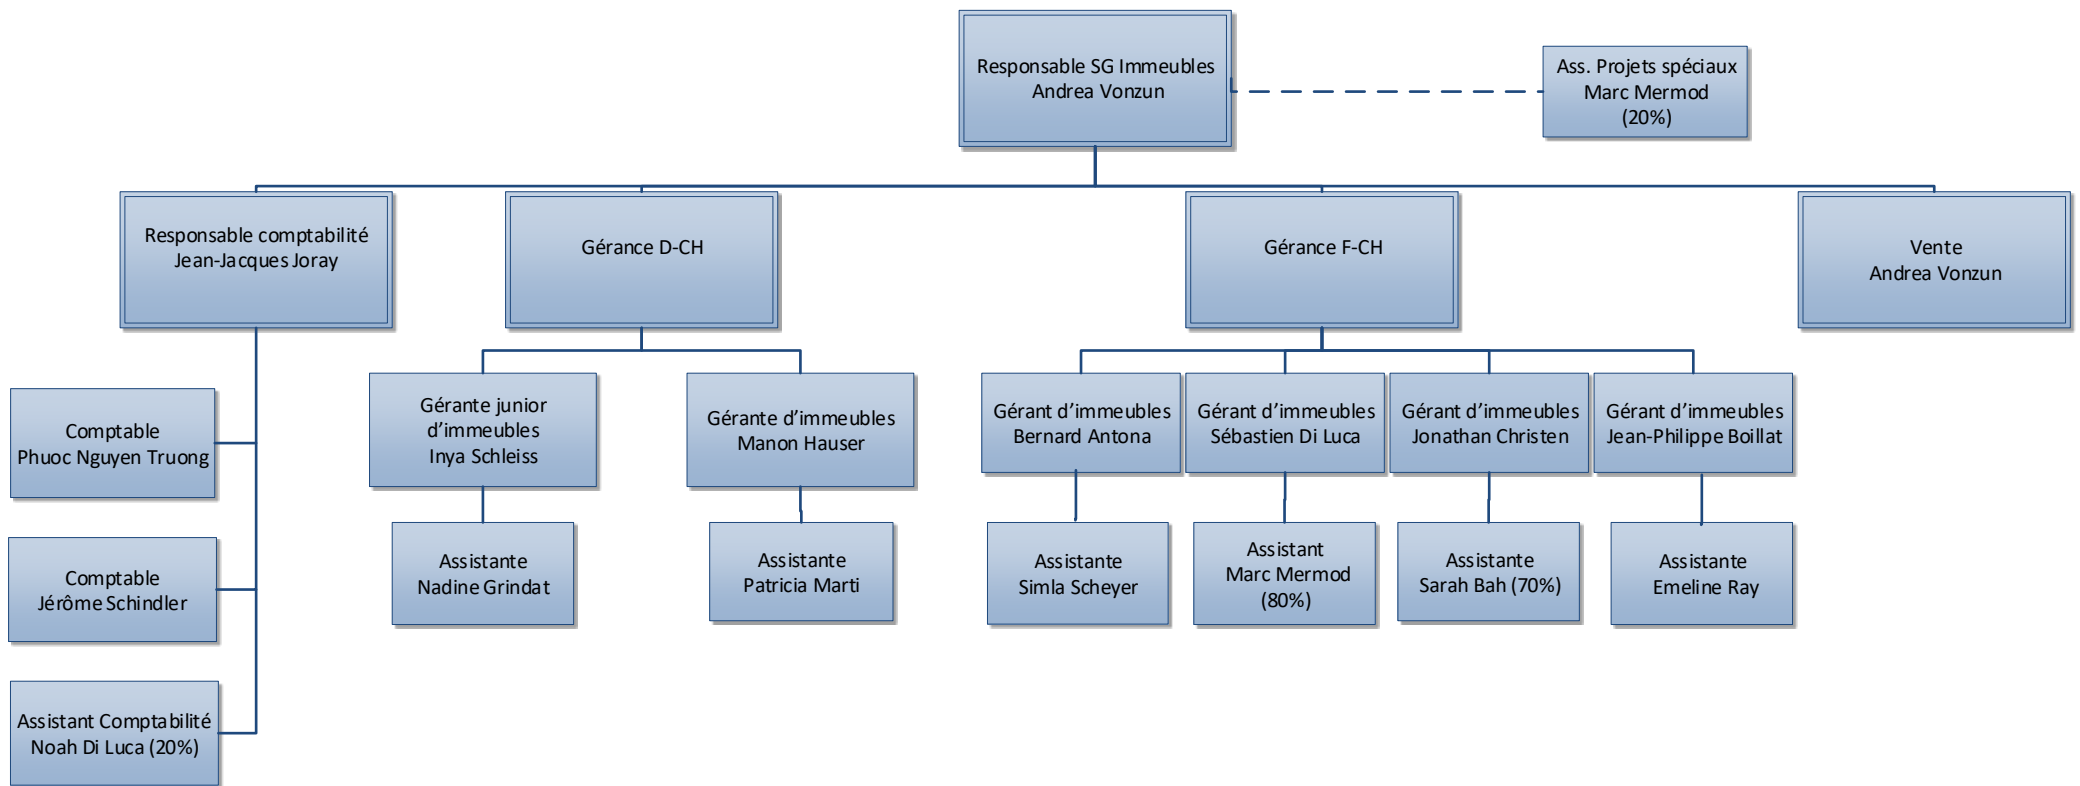 Responsable SG Immeubles
Andrea Vonzun
Ass. Projets spéciaux
Marc Mermod
(20%)
Responsable comptabilité
Jean-Jacques Joray
Gérance D-CH
Gérance F-CH
Vente
Andrea Vonzun
Comptable
Phuoc Nguyen Truong
Comptable
Jérôme Schindler
Assistant Comptabilité
Noah Di Luca (20%)
Gérante junior
d’immeubles
Inya Schleiss
Assistante
Nadine Grindat
Gérante d’immeubles
Manon Hauser
Assistante
Patricia Marti
Gérant d’immeubles
Bernard Antona
Assistante
Simla Scheyer
Gérant d’immeubles
Sébastien Di Luca
Assistant
Marc Mermod
(80%)
Gérant d’immeubles
Jonathan Christen
Assistante
Sarah Bah (70%)
Gérant d’immeubles
Jean-Philippe Boillat
Assistante
Emeline Ray